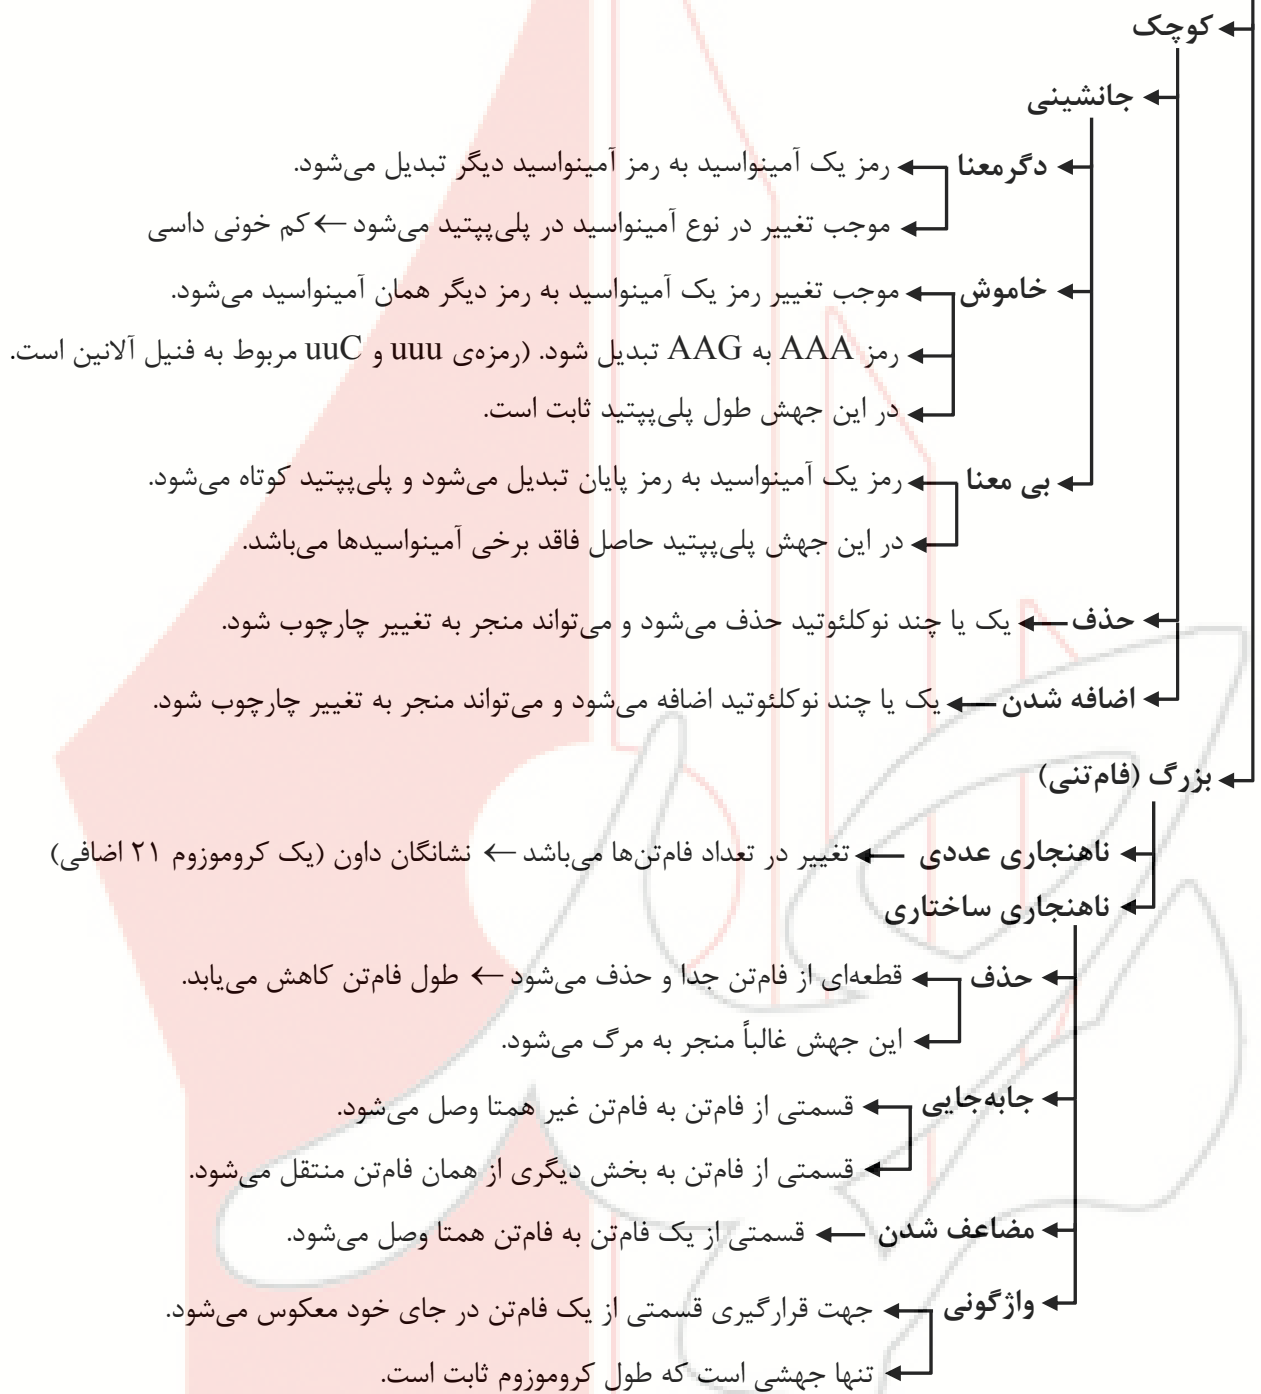 کوچک
جانشینی
دگرمعنا رمز یک آمینواسید به رمز آمینواسید دیگر تبدیل می‌شود.
موجب تغییر در نوع آمینواسید در پلی‌پپتید می‌شود ← کم خونی داسی
خاموش موجب تغییر رمز یک آمینواسید به رمز دیگر همان آمینواسید می‌شود.
رمز AAA به AAG تبدیل شود. (رمزه‌ی uuu و uuC مربوط به فنیل آلانین است.
در این جهش طول پلی‌پپتید ثابت است.
بی معنا رمز یک آمینواسید به رمز پایان تبدیل می‌شود و پلی‌پپتید کوتاه می‌شود.
در این جهش پلی‌پپتید حاصل فاقد برخی آمینواسیدها می‌باشد.
حذف یک یا چند نوکلئوتید حذف می‌شود و می‌تواند منجر به تغییر چارچوب شود.
اضافه شدن یک یا چند نوکلئوتید اضافه می‌شود و می‌تواند منجر به تغییر چارچوب شود.
بزرگ (فام‌تنی)
ناهنجاری عددی تغییر در تعداد فام‌تن‌ها می‌باشد ← نشانگان داون (یک کروموزوم ۲۱ اضافی)
ناهنجاری ساختاری
حذف قطعه‌ای از فام‌تن جدا و حذف می‌شود ← طول فام‌تن کاهش می‌یابد.
این جهش غالباً منجر به مرگ می‌شود.
جابه‌جایی قسمتی از فام‌تن به فام‌تن غیر همتا وصل می‌شود.
قسمتی از فام‌تن به بخش دیگری از همان فام‌تن منتقل می‌شود.
مضاعف شدن قسمتی از یک فام‌تن به فام‌تن همتا وصل می‌شود.
واژگونی جهت قرارگیری قسمتی از یک فام‌تن در جای خود معکوس می‌شود.
تنها جهشی است که طول کروموزوم ثابت است.